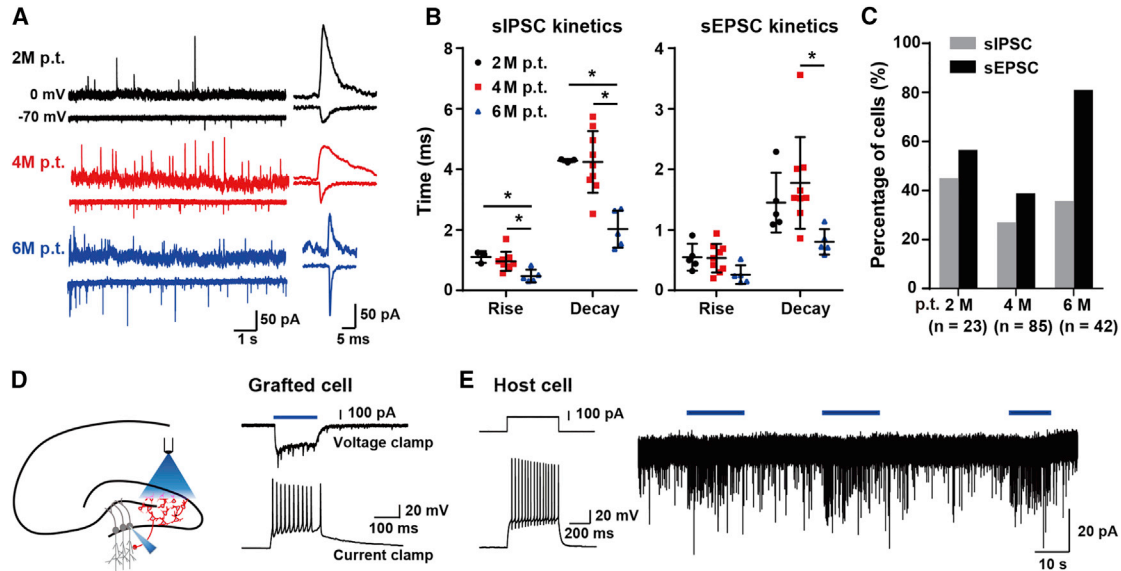 A
2M p.t.
0 mV
-70 mV
4M p.t.
6M p.t.
50 pA
1 s
50 pA
5 ms
B
sIPSC kinetics
Time (ms)
6
4
2
0
2 M p.t.
4 M p.t.
6 M p.t.
*
*
*
*
Rise
Decay
sEPSC kinetics
4
3
2
1
0
*
Rise
Decay
C
Percentage of cells (%)
100
80
60
40
20
0
sIPSC
sEPSC
p.t. 2 M 4 M 6 M
(n = 23) (n = 85) (n = 42)
D
Grafted cell
100 pA
Voltage clamp
20 mV
100 ms
Current clamp
E
Host cell
100 pA
20 mV
200 ms
20 pA
10 s